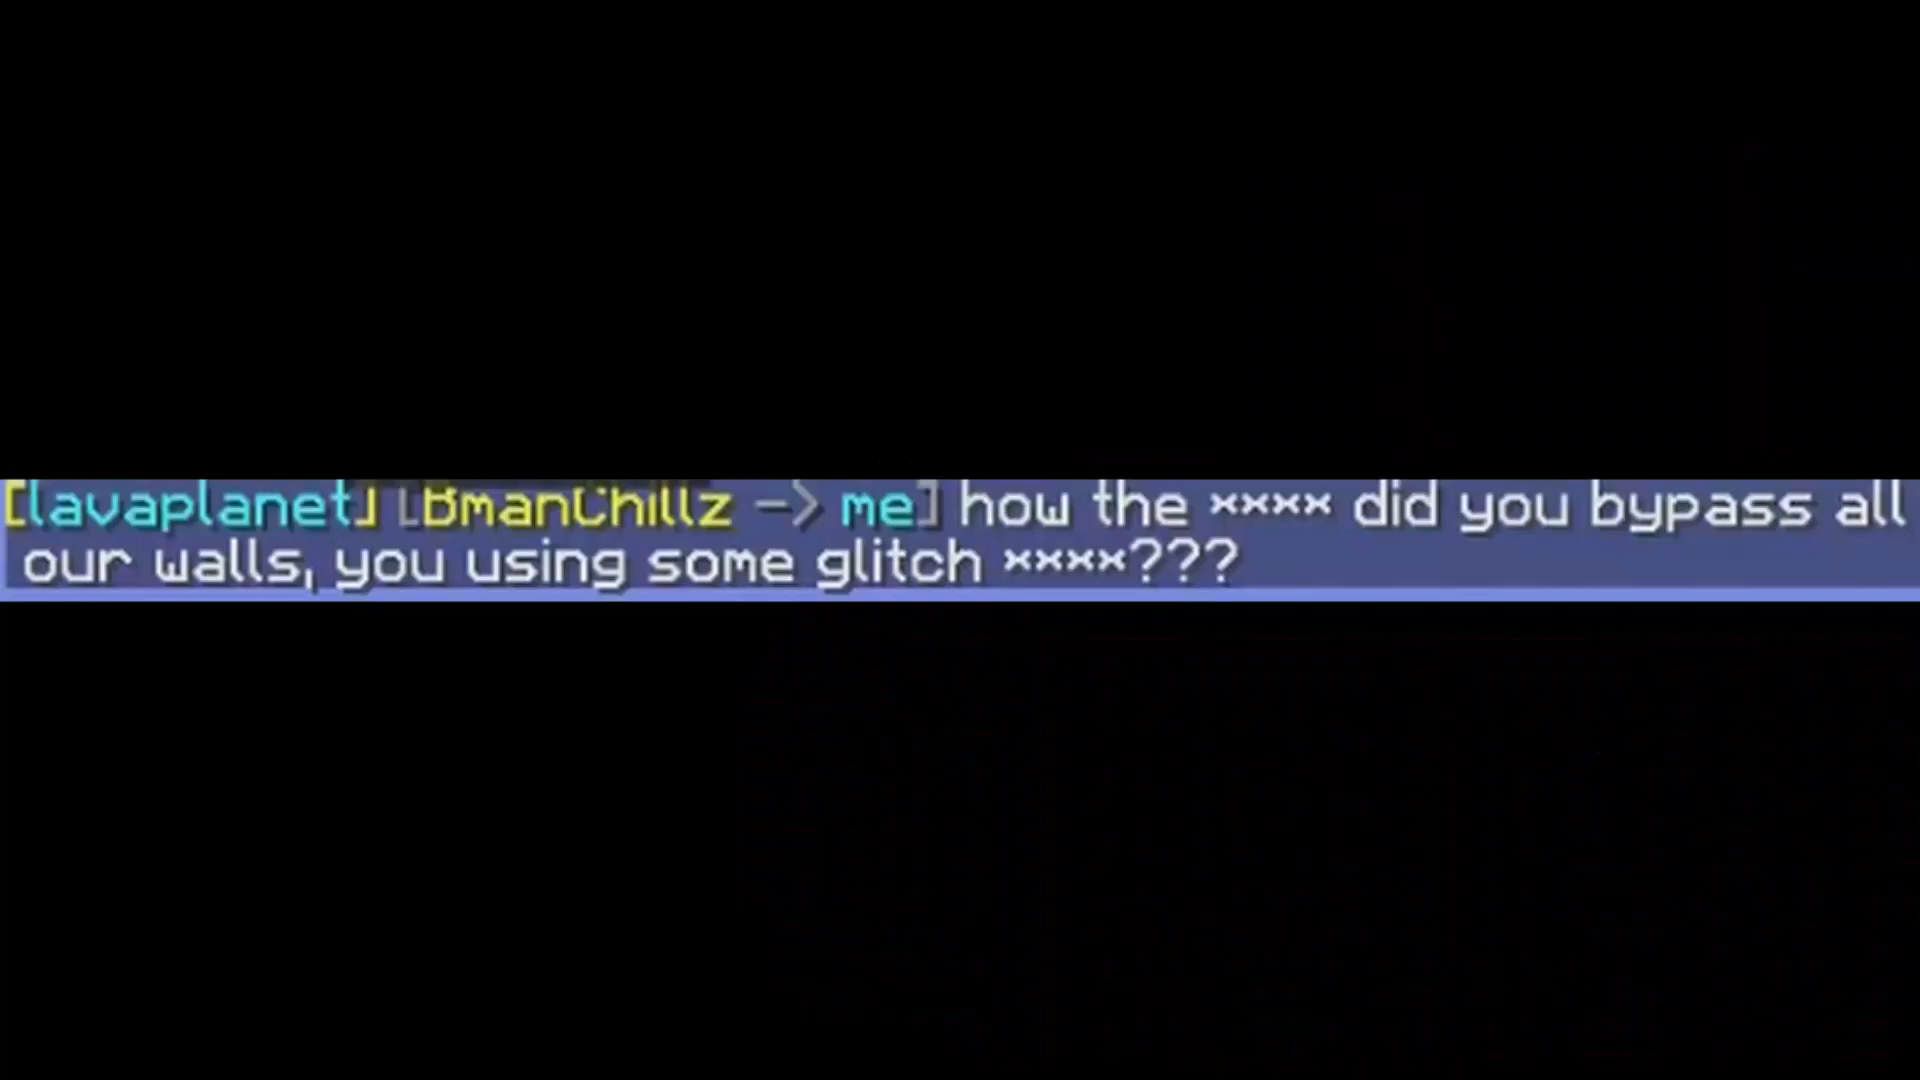 [lavaplanet] [BmanChillz -> me] how the **** did you bypass all
our walls, you using some glitch ****???